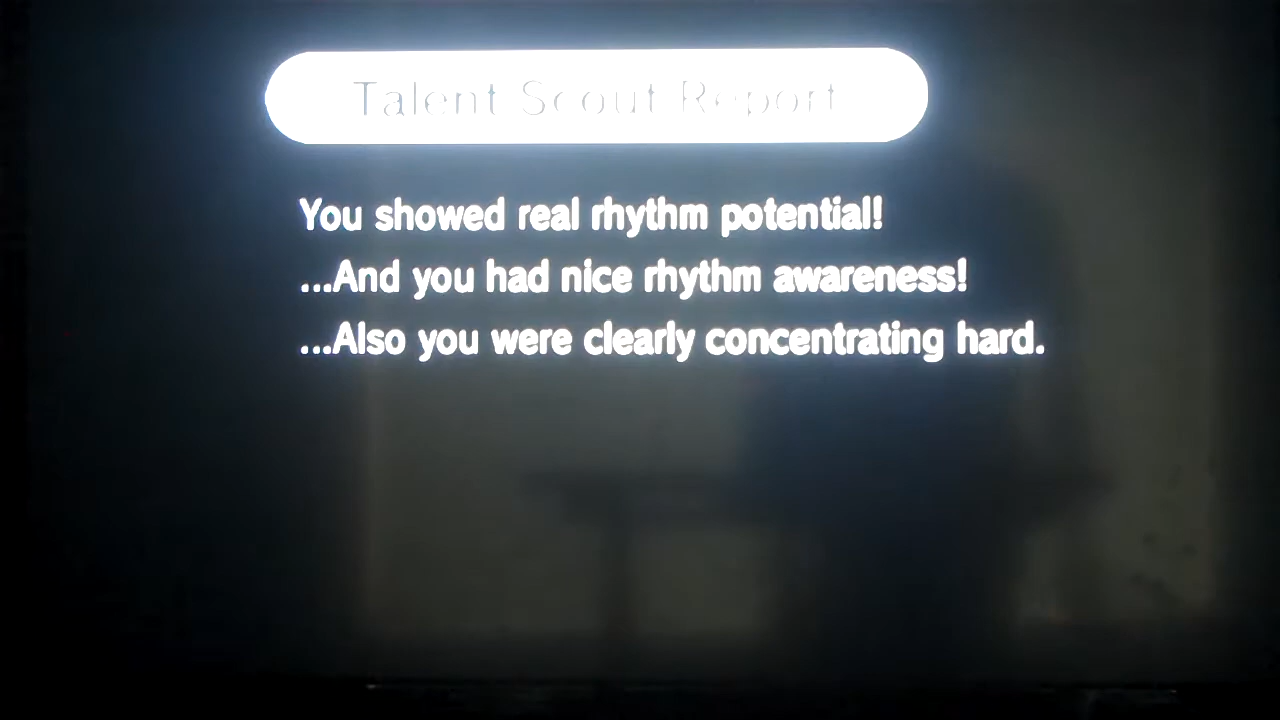 Talent Scout Report
You showed real rhythm potential!
...And you had nice rhythm awareness!
...Also you were clearly concentrating hard.